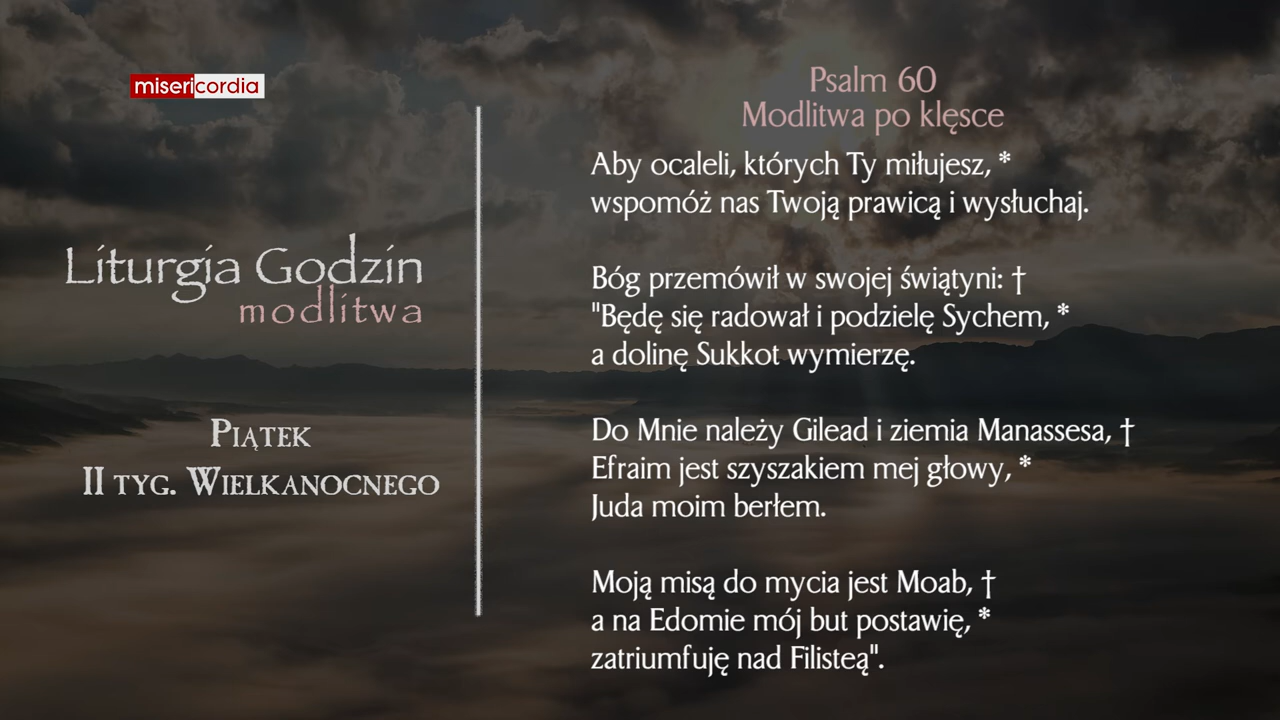 misericordia
Liturgia Godzin
modlitwa
Piątek
II tyg. Wielkanocnego
Psalm 60
Modlitwa po klęsce
Aby ocaleli, których Ty miłujesz, *
wspomóż nas Twoją prawicą i wysłuchaj.
Bóg przemówił w swojej świątyni: †
"Będę się radował i podzielę Sychem, *
a dolinę Sukkot wymierzę.
Do Mnie należy Gilead i ziemia Manassesa, †
Efraim jest szyszakiem mej głowy, *
Juda moim berłem.
Moją misą do mycia jest Moab, †
a na Edomie mój but postawię, *
zatriumfuję nad Filisteą".